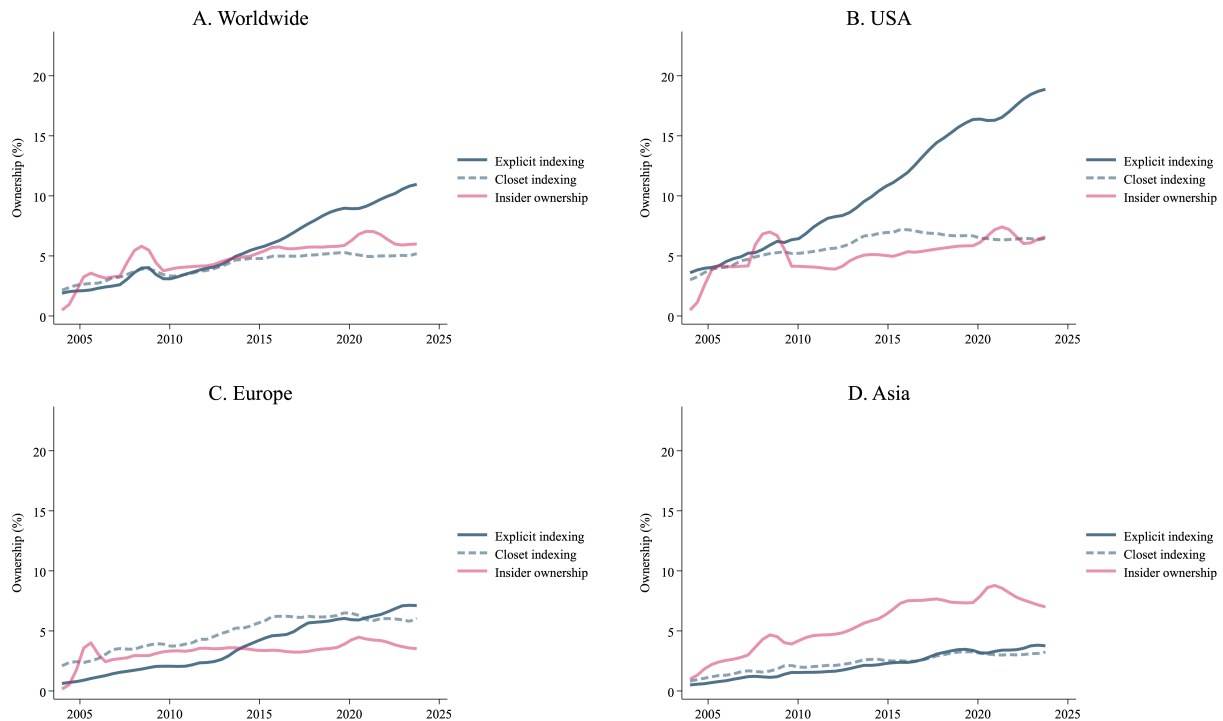 A. Worldwide
Ownership (%)
20
15
10
5
0
2005
2010
2015
2020
2025
Explicit indexing
Closet indexing
Insider ownership
B. USA
Ownership (%)
20
15
10
5
0
2005
2010
2015
2020
2025
Explicit indexing
Closet indexing
Insider ownership
C. Europe
Ownership (%)
20
15
10
5
0
2005
2010
2015
2020
2025
Explicit indexing
Closet indexing
Insider ownership
D. Asia
Ownership (%)
20
15
10
5
0
2005
2010
2015
2020
2025
Explicit indexing
Closet indexing
Insider ownership